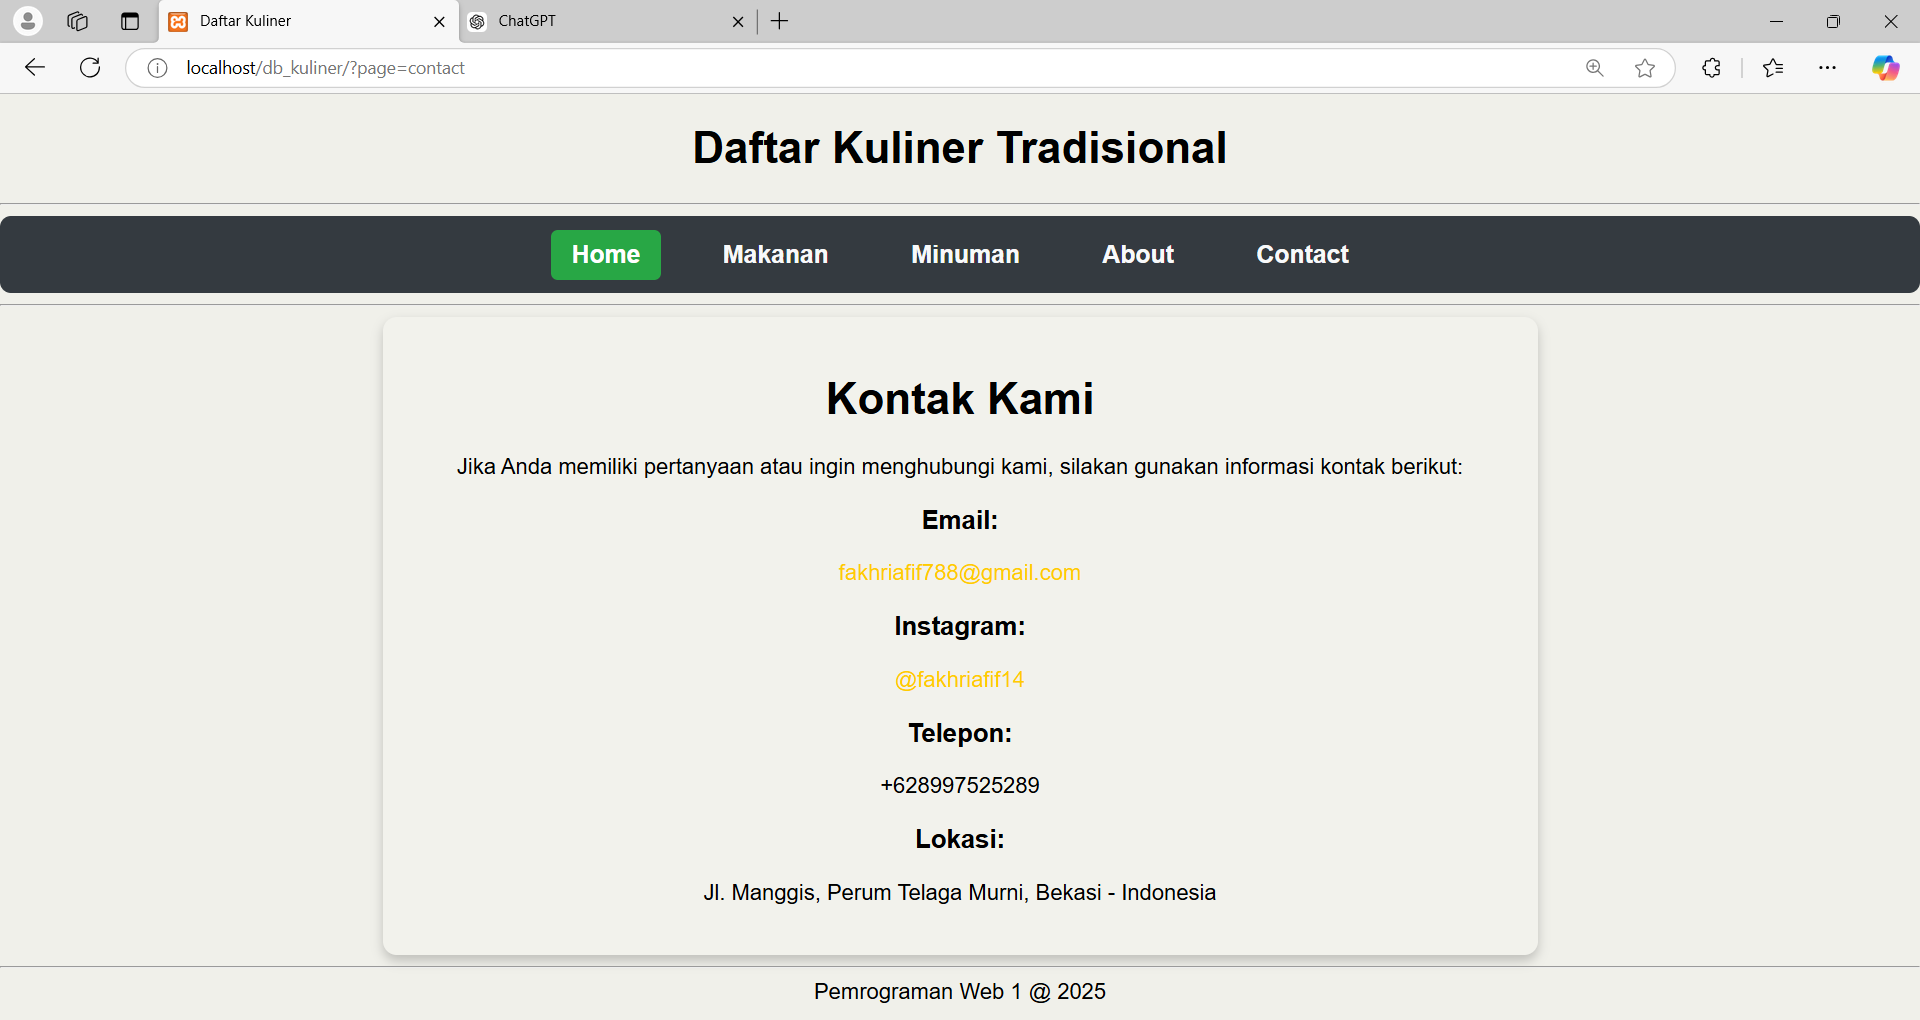 Daftar Kuliner
ChatGPT
localhost/db_kuliner/?page=contact
Daftar Kuliner Tradisional
Home Makanan Minuman About Contact
Kontak Kami
Jika Anda memiliki pertanyaan atau ingin menghubungi kami, silakan gunakan informasi kontak berikut:
Email:
fakhriafif788@gmail.com
Instagram:
@fakhriafif14
Telepon:
+628997525289
Lokasi:
Jl. Manggis, Perum Telaga Murni, Bekasi - Indonesia
Pemrograman Web 1 @ 2025